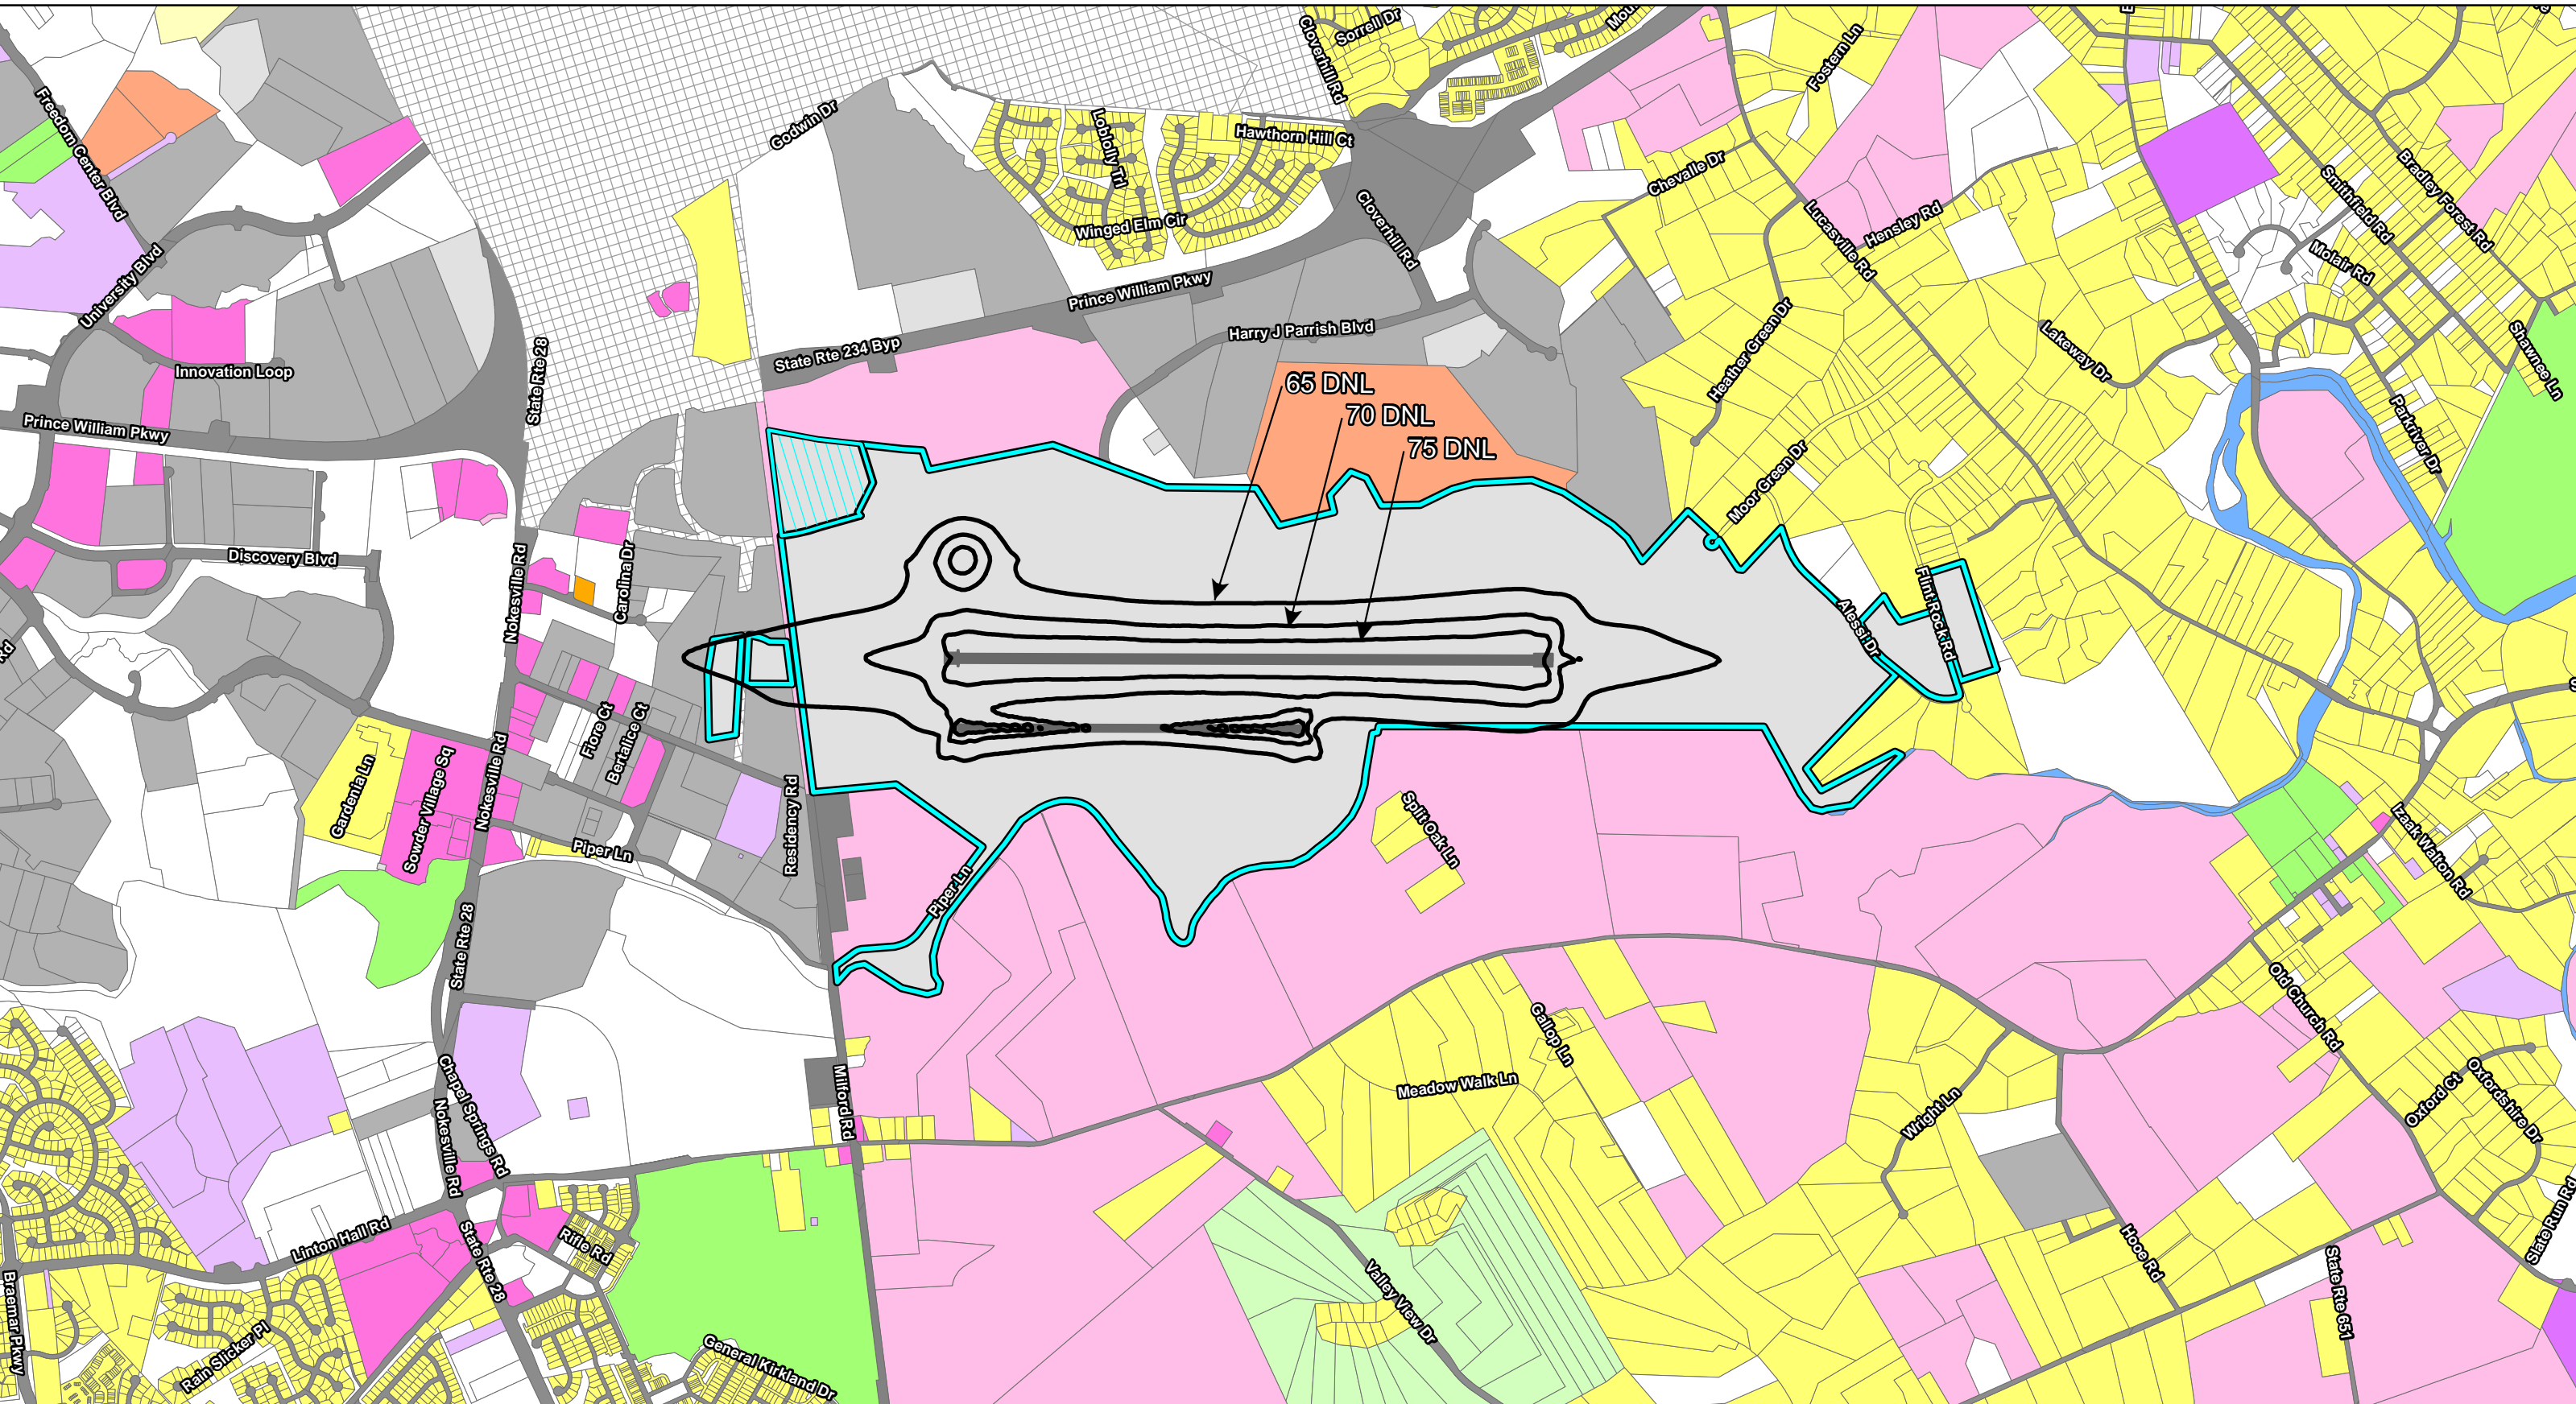 Sorrell Dr
Cloverhill Rd
Fostern Ln
Freedom Center Blvd
Godwin Dr
Loblolly Trl
Hawthorn Hill Ct
Chevalle Dr
Smithfield Rd
Bradley Forest Rd
Winged Elm Cir
Cloverhill Rd
Lucasville Rd
Hensley Rd
Molair Rd
University Blvd
Prince William Pkwy
Harry J Parrish Blvd
Heather Green Dr
Lakeway Dr
Shawnee Ln
State Rte 28
State Rte 234 Byp
Innovation Loop
65 DNL
70 DNL
75 DNL
Prince William Pkwy
Parkriver Dr
Moor Green Dr
Discovery Blvd
Nokesville Rd
Carolina Dr
Flint Rock Rd
Alessi Dr
Rd
Fiore Ct
Bertalice Ct
Gardenia Ln
Sowder Village Sq
Nokesville Rd
Residency Rd
Split Oak Ln
Piper Ln
Piper Ln
Izaak Walton Rd
State Rte 28
Old Church Rd
Gallop Ln
Meadow Walk Ln
Milford Rd
Chapel Springs Rd
Nokesville Rd
Wright Ln
Oxford Ct
Oxfordshire Dr
Linton Hall Rd
State Rte 28
Rifle Rd
Hooe Rd
Slate Run Rd
State Rte 651
Valley View Dr
Braemar Pkwy
Rain Slicker Pl
General Kirkland Dr